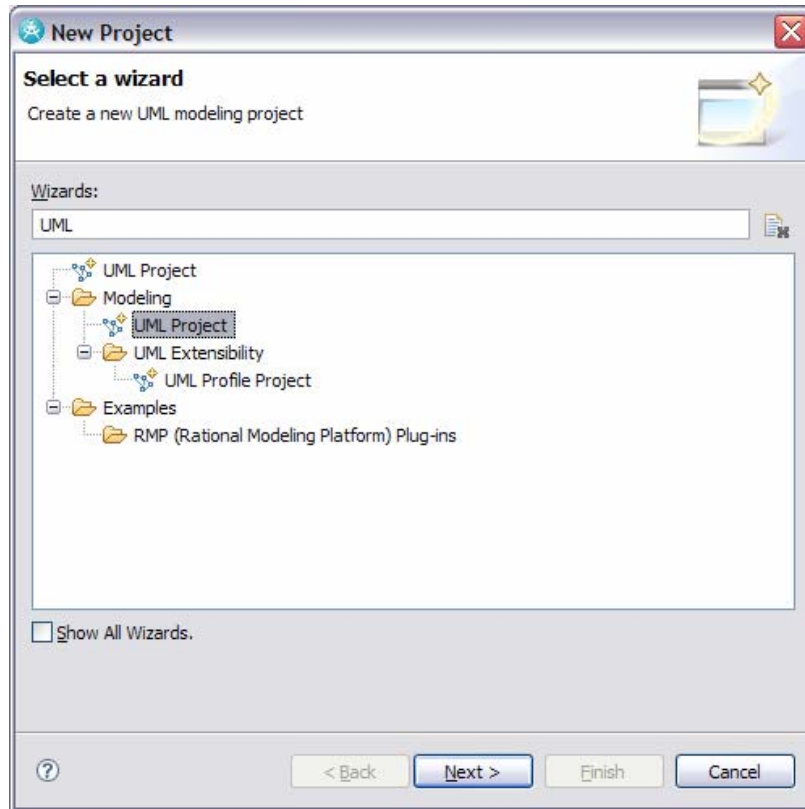 New Project
Select a wizard
Create a new UML modeling project
Wizards:
UML
UML Project
Modeling
UML Project
UML Extensibility
UML Profile Project
Examples
RMP (Rational Modeling Platform) Plug-ins
Show All Wizards.
< Back
Next >
Finish
Cancel